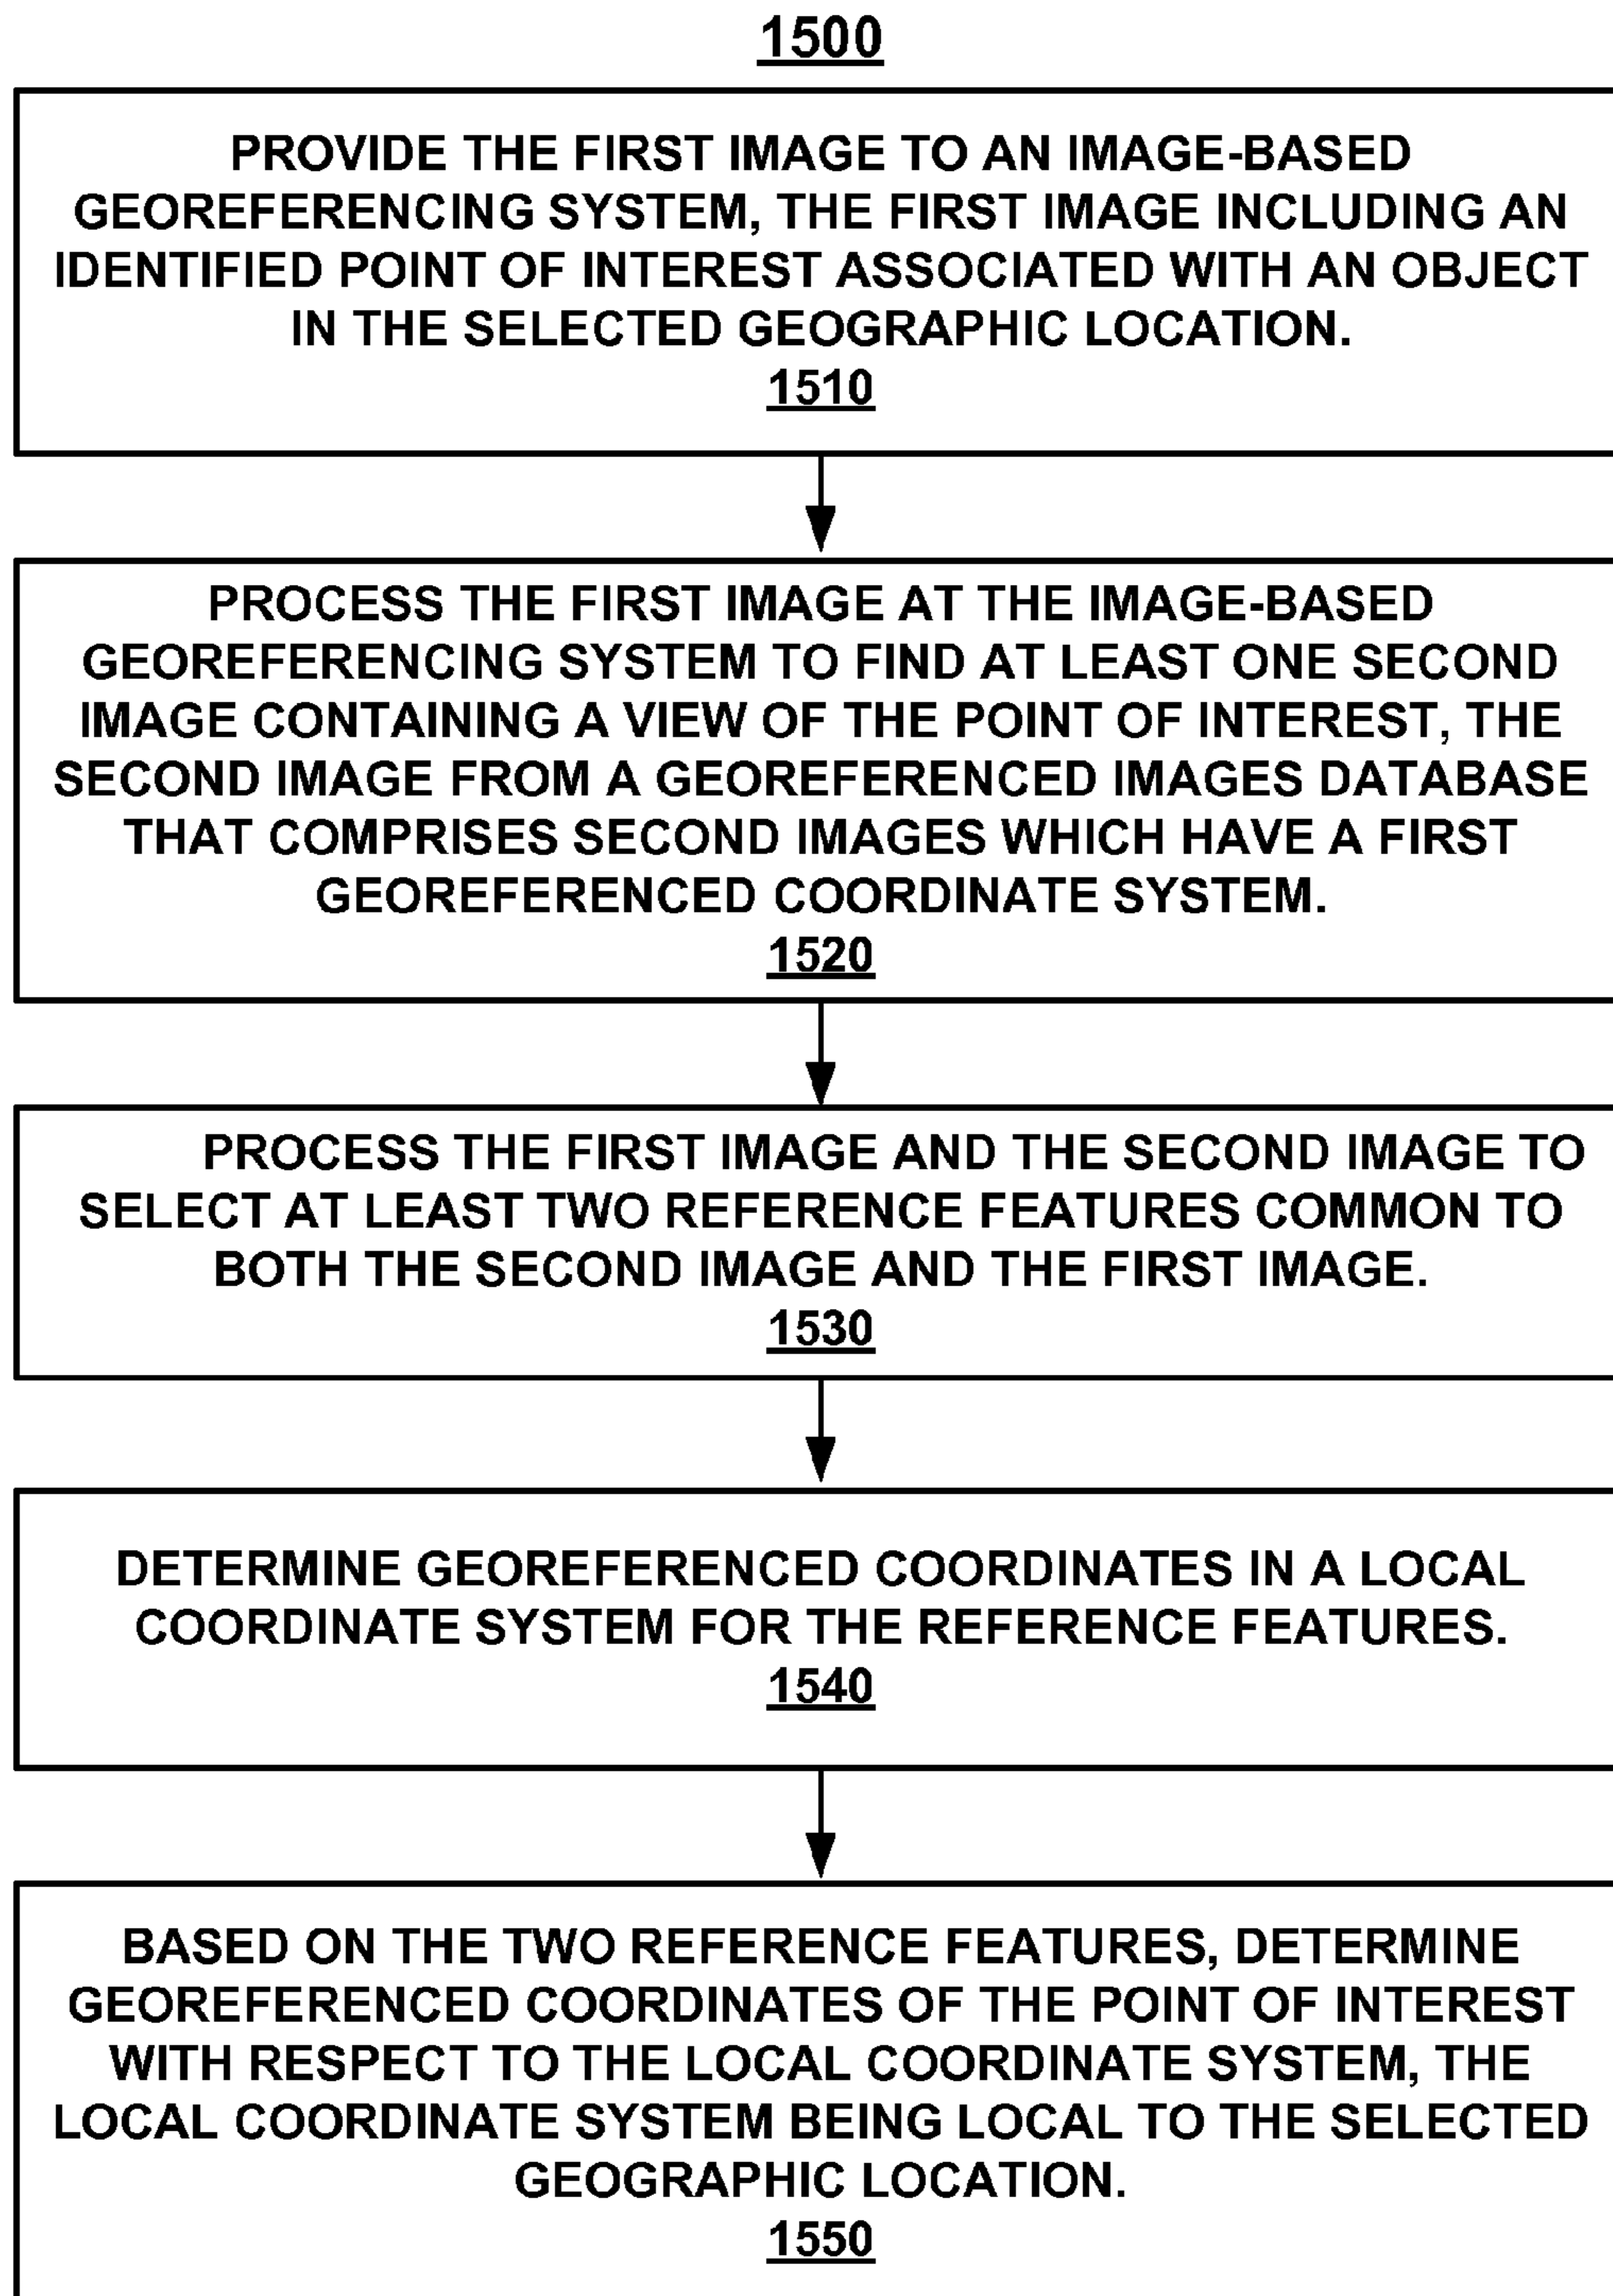 1500
PROVIDE THE FIRST IMAGE TO AN IMAGE-BASED
GEOREFERENCING SYSTEM, THE FIRST IMAGE INCLUDING AN
IDENTIFIED POINT OF INTEREST ASSOCIATED WITH AN OBJECT
IN THE SELECTED GEOGRAPHIC LOCATION.
1510
PROCESS THE FIRST IMAGE AT THE IMAGE-BASED
GEOREFERENCING SYSTEM TO FIND AT LEAST ONE SECOND
IMAGE CONTAINING A VIEW OF THE POINT OF INTEREST, THE
SECOND IMAGE FROM A GEOREFERENCED IMAGES DATABASE
THAT COMPRISES SECOND IMAGES WHICH HAVE A FIRST
GEOREFERENCED COORDINATE SYSTEM.
1520
PROCESS THE FIRST IMAGE AND THE SECOND IMAGE TO
SELECT AT LEAST TWO REFERENCE FEATURES COMMON TO
BOTH THE SECOND IMAGE AND THE FIRST IMAGE.
1530
DETERMINE GEOREFERENCED COORDINATES IN A LOCAL
COORDINATE SYSTEM FOR THE REFERENCE FEATURES.
1540
BASED ON THE TWO REFERENCE FEATURES, DETERMINE
GEOREFERENCED COORDINATES OF THE POINT OF INTEREST
WITH RESPECT TO THE LOCAL COORDINATE SYSTEM, THE
LOCAL COORDINATE SYSTEM BEING LOCAL TO THE SELECTED
GEOGRAPHIC LOCATION.
1550